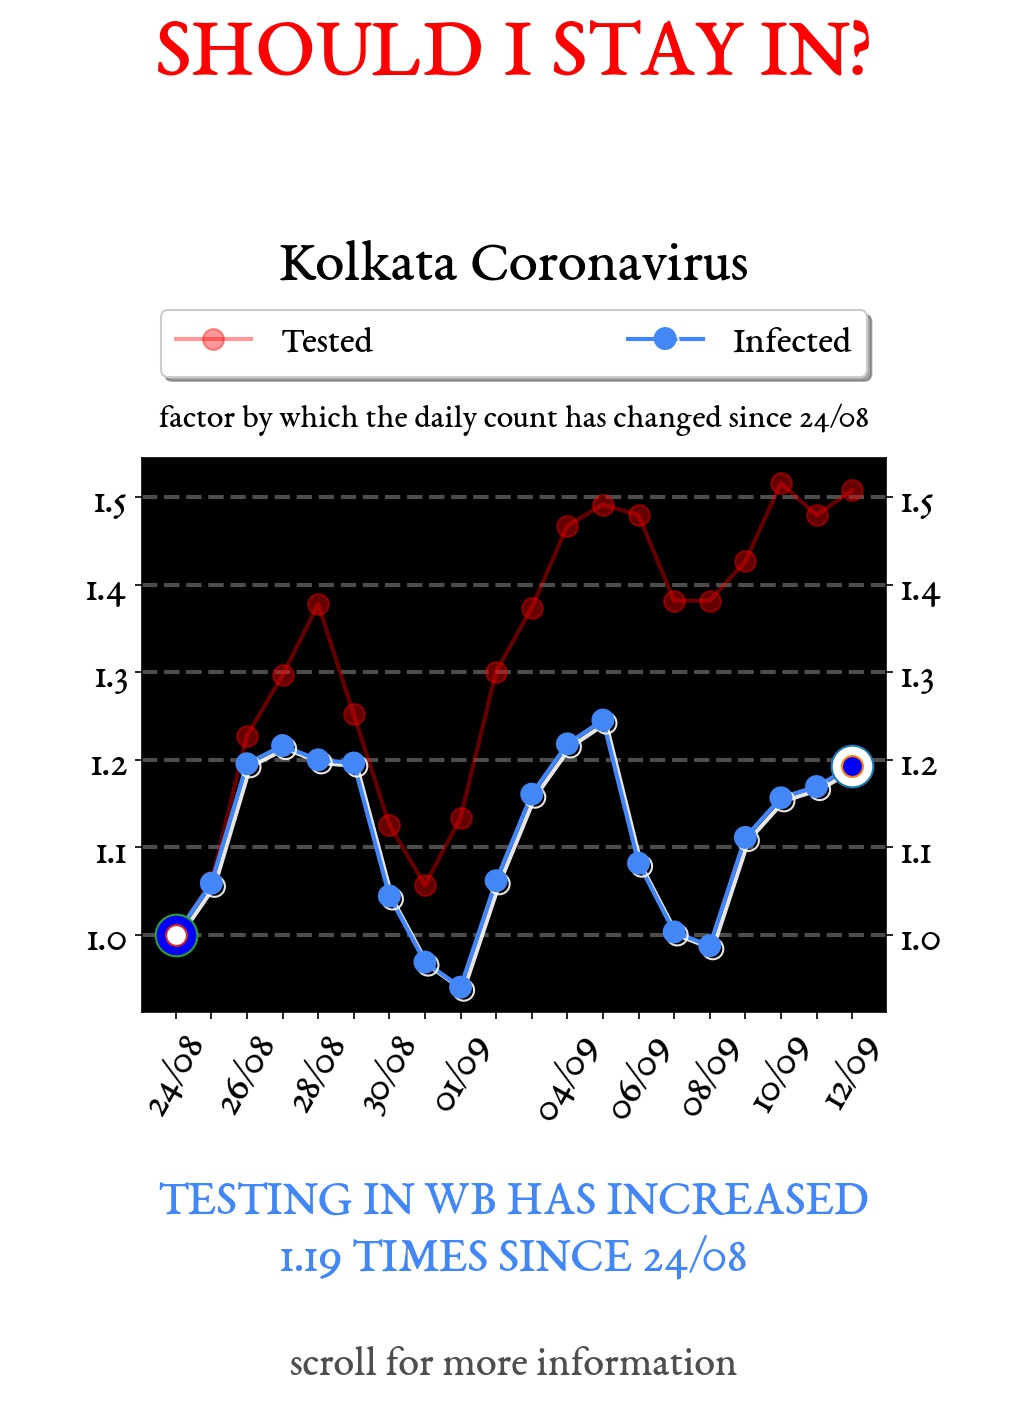 SHOULD I STAY IN?
Kolkata Coronavirus
Tested Infected
factor by which the daily count has changed since 24/08
1.5 1.5
1.4 1.4
1.3 1.3
1.2 1.2
1.1 1.1
1.0 1.0
24/08 26/08 28/08 30/08 01/09 04/09 06/09 08/09 10/09 12/09
TESTING IN WB HAS INCREASED
1.19 TIMES SINCE 24/08
scroll for more information